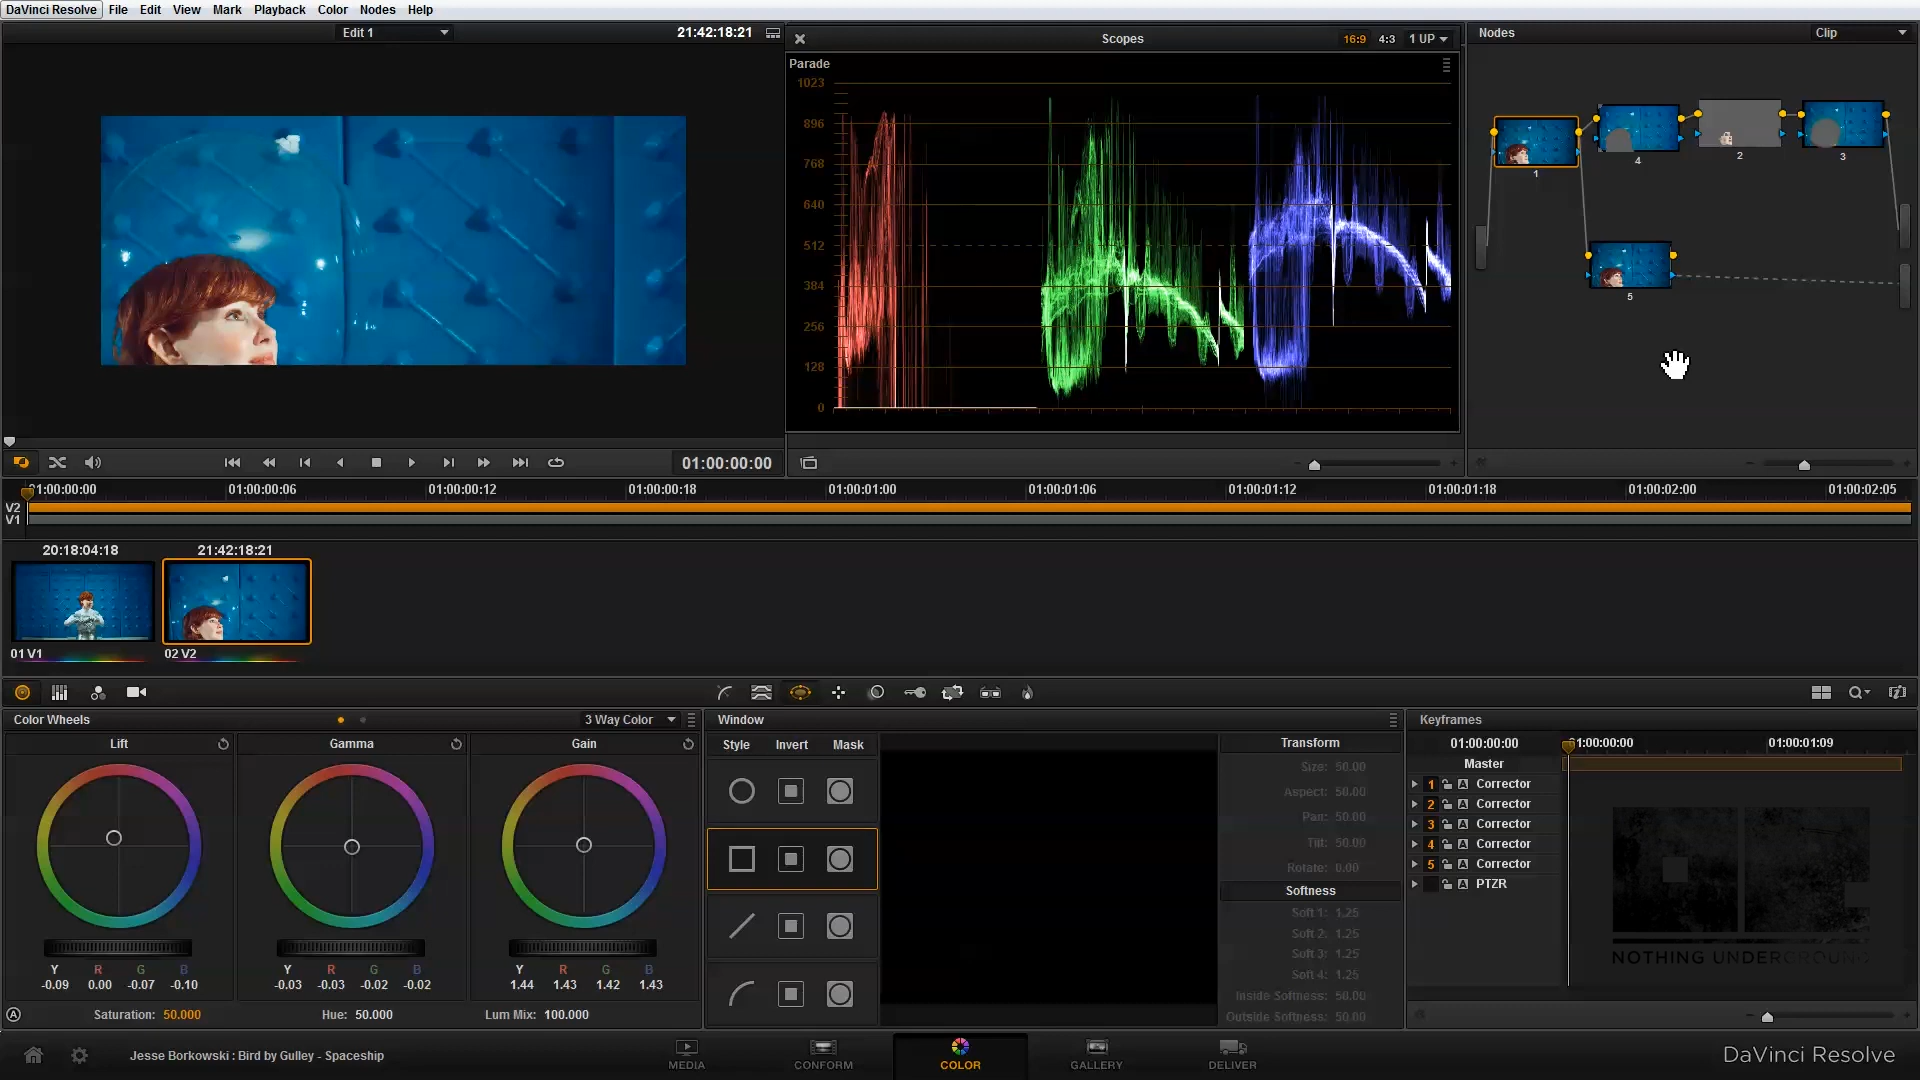 DaVinci Resolve File Edit View Mark Playback Color Nodes Help
Edit 1 21:42:18:21
Scopes 16:9 4:3 1 UP
Nodes Clip
Parade
1023
896
768
640
512
384
256
128
0
1
4
2
3
5
01:00:00:00
01:00:00:00 01:00:00:06 01:00:00:12 01:00:00:18 01:00:01:00 01:00:01:06 01:00:01:12 01:00:01:18 01:00:02:00 01:00:02:05
V2
V1
20:18:04:18 21:42:18:21
01 V1 02 V2
Color Wheels 3 Way Color
Lift Gamma Gain
Y R G B Y R G B Y R G B
-0.09 0.00 -0.07 -0.10 -0.03 -0.03 -0.02 -0.02 1.44 1.43 1.42 1.43
A Saturation: 50.000 Hue: 50.000 Lum Mix: 100.000
Window
Style Invert Mask
Transform
Size: 50.00
Aspect: 50.00
Pan: 50.00
Tilt: 50.00
Rotate: 0.00
Softness
Soft 1: 1.25
Soft 2: 1.25
Soft 3: 1.25
Soft 4: 1.25
Inside Softness: 50.00
Outside Softness: 50.00
Keyframes
01:00:00:00 01:00:00:00 01:00:01:09
Master
1 A Corrector
2 A Corrector
3 A Corrector
4 A Corrector
5 A Corrector
A PTZR
NOTHING UNDERGROUND
Jesse Borkowski : Bird by Gulley - Spaceship
MEDIA CONFORM COLOR GALLERY DELIVER
DaVinci Resolve